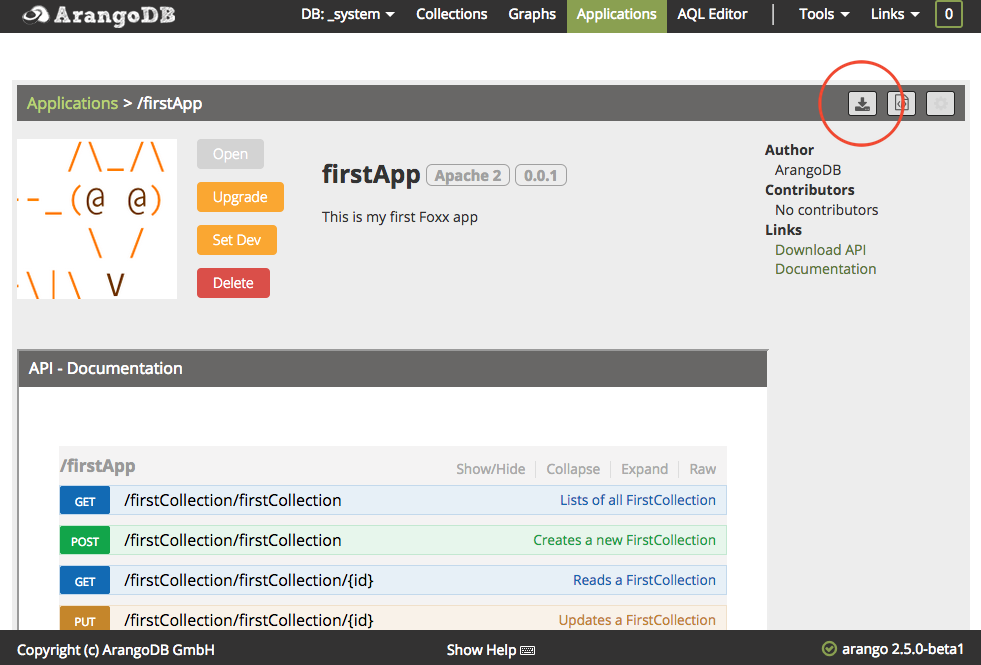 ArangoDB DB: _system Collections Graphs Applications AQL Editor Tools Links 0
Applications > /firstApp
Open
Upgrade
Set Dev
Delete
firstApp Apache 2 0.0.1
This is my first Foxx app
Author
ArangoDB
Contributors
No contributors
Links
Download API
Documentation
API - Documentation
/firstApp Show/Hide Collapse Expand Raw
GET /firstCollection/firstCollection Lists of all FirstCollection
POST /firstCollection/firstCollection Creates a new FirstCollection
GET /firstCollection/firstCollection/{id} Reads a FirstCollection
PUT /firstCollection/firstCollection/{id} Updates a FirstCollection
Copyright (c) ArangoDB GmbH Show Help arango 2.5.0-beta1